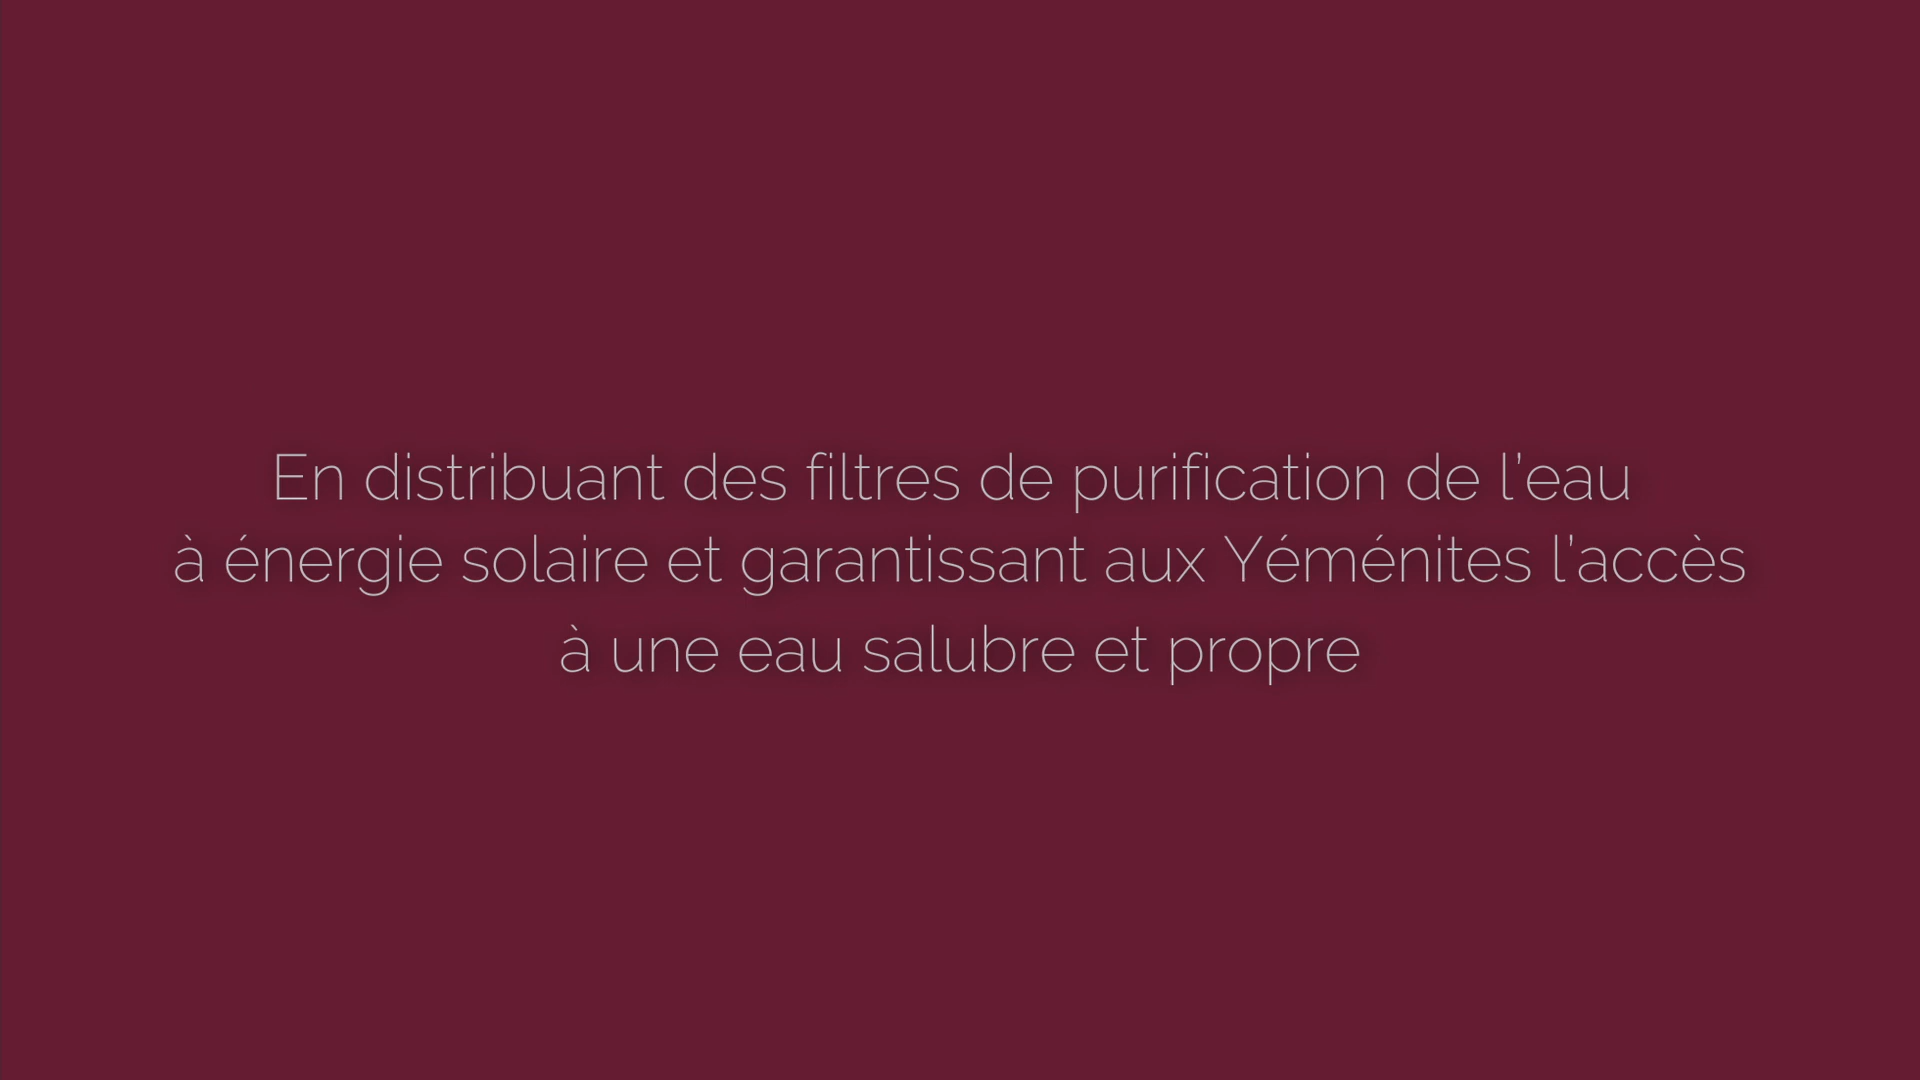 En distribuant des filtres de purification de l’eau
à énergie solaire et garantissant aux Yéménites l’accès
à une eau salubre et propre